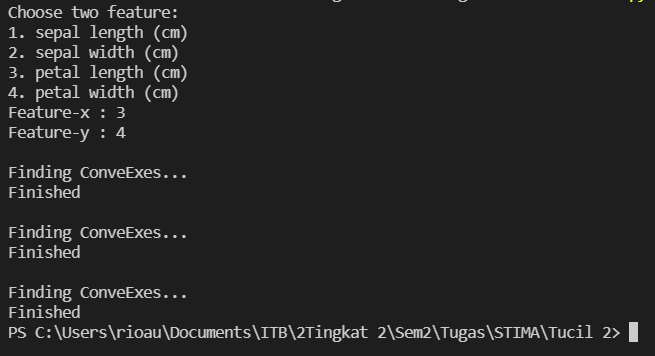 Choose two feature:
1. sepal length (cm)
2. sepal width (cm)
3. petal length (cm)
4. petal width (cm)
Feature-x : 3
Feature-y : 4
Finding ConveExes...
Finished
Finding ConveExes...
Finished
Finding ConveExes...
Finished
PS C:\Users\rioau\Documents\ITB\2Tingkat 2\Sem2\Tugas\STIMA\Tucil 2>